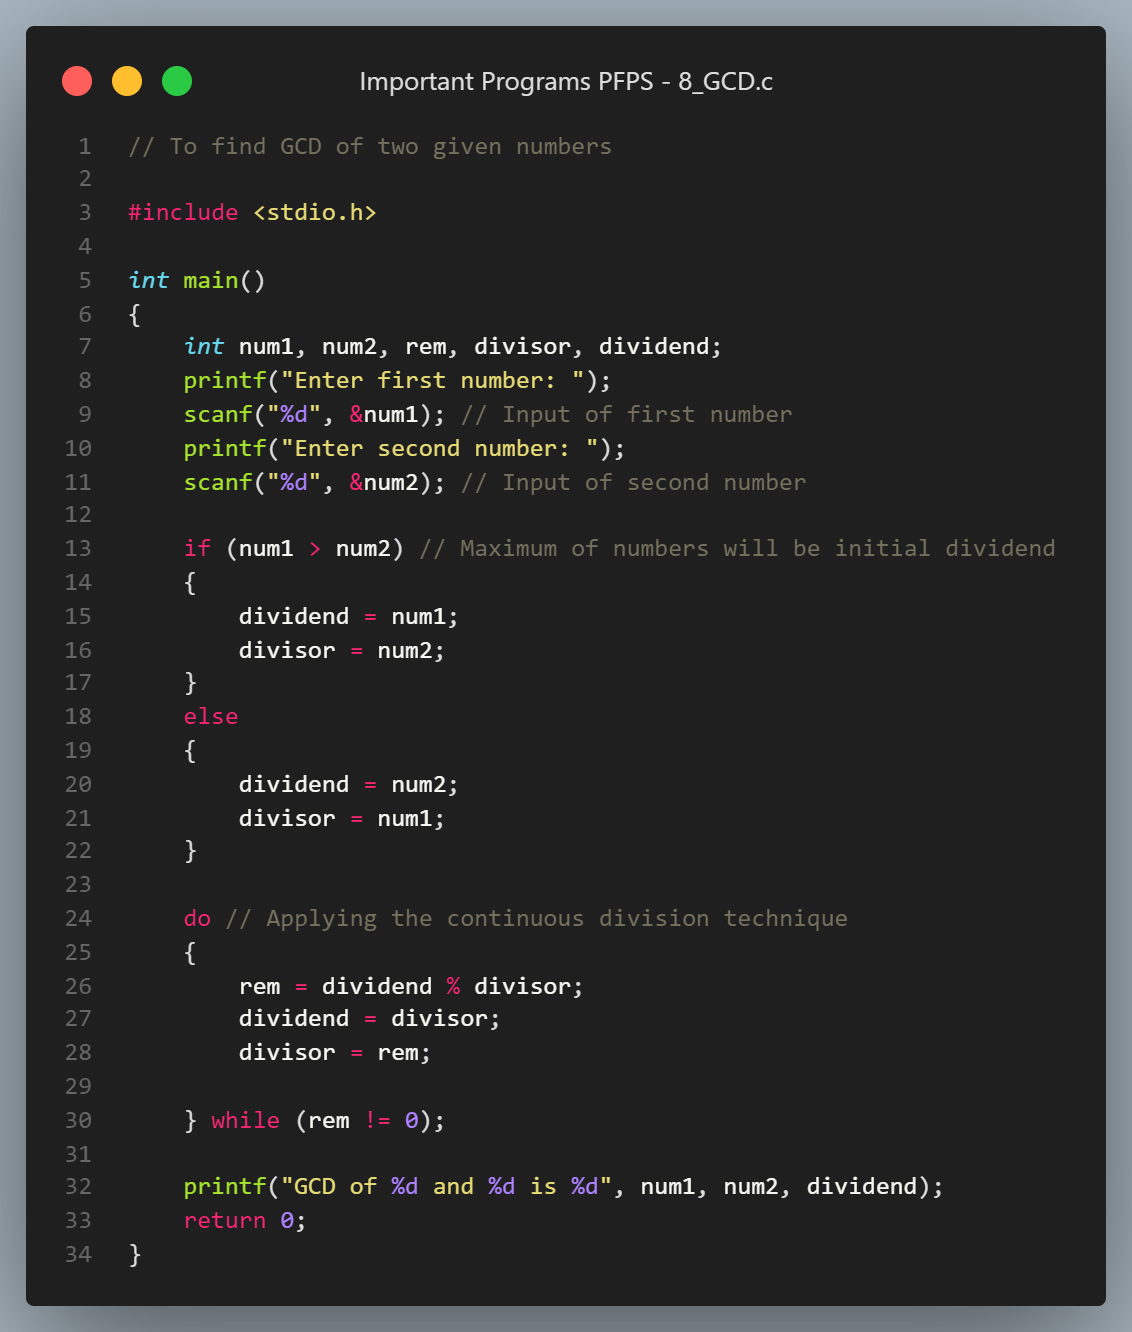 Important Programs PFPS - 8_GCD.c
1 // To find GCD of two given numbers
2
3 #include <stdio.h>
4
5 int main()
6 {
7     int num1, num2, rem, divisor, dividend;
8     printf("Enter first number: ");
9     scanf("%d", &num1); // Input of first number
10     printf("Enter second number: ");
11     scanf("%d", &num2); // Input of second number
12
13     if (num1 > num2) // Maximum of numbers will be initial dividend
14     {
15         dividend = num1;
16         divisor = num2;
17     }
18     else
19     {
20         dividend = num2;
21         divisor = num1;
22     }
23
24     do // Applying the continuous division technique
25     {
26         rem = dividend % divisor;
27         dividend = divisor;
28         divisor = rem;
29
30     } while (rem != 0);
31
32     printf("GCD of %d and %d is %d", num1, num2, dividend);
33     return 0;
34 }